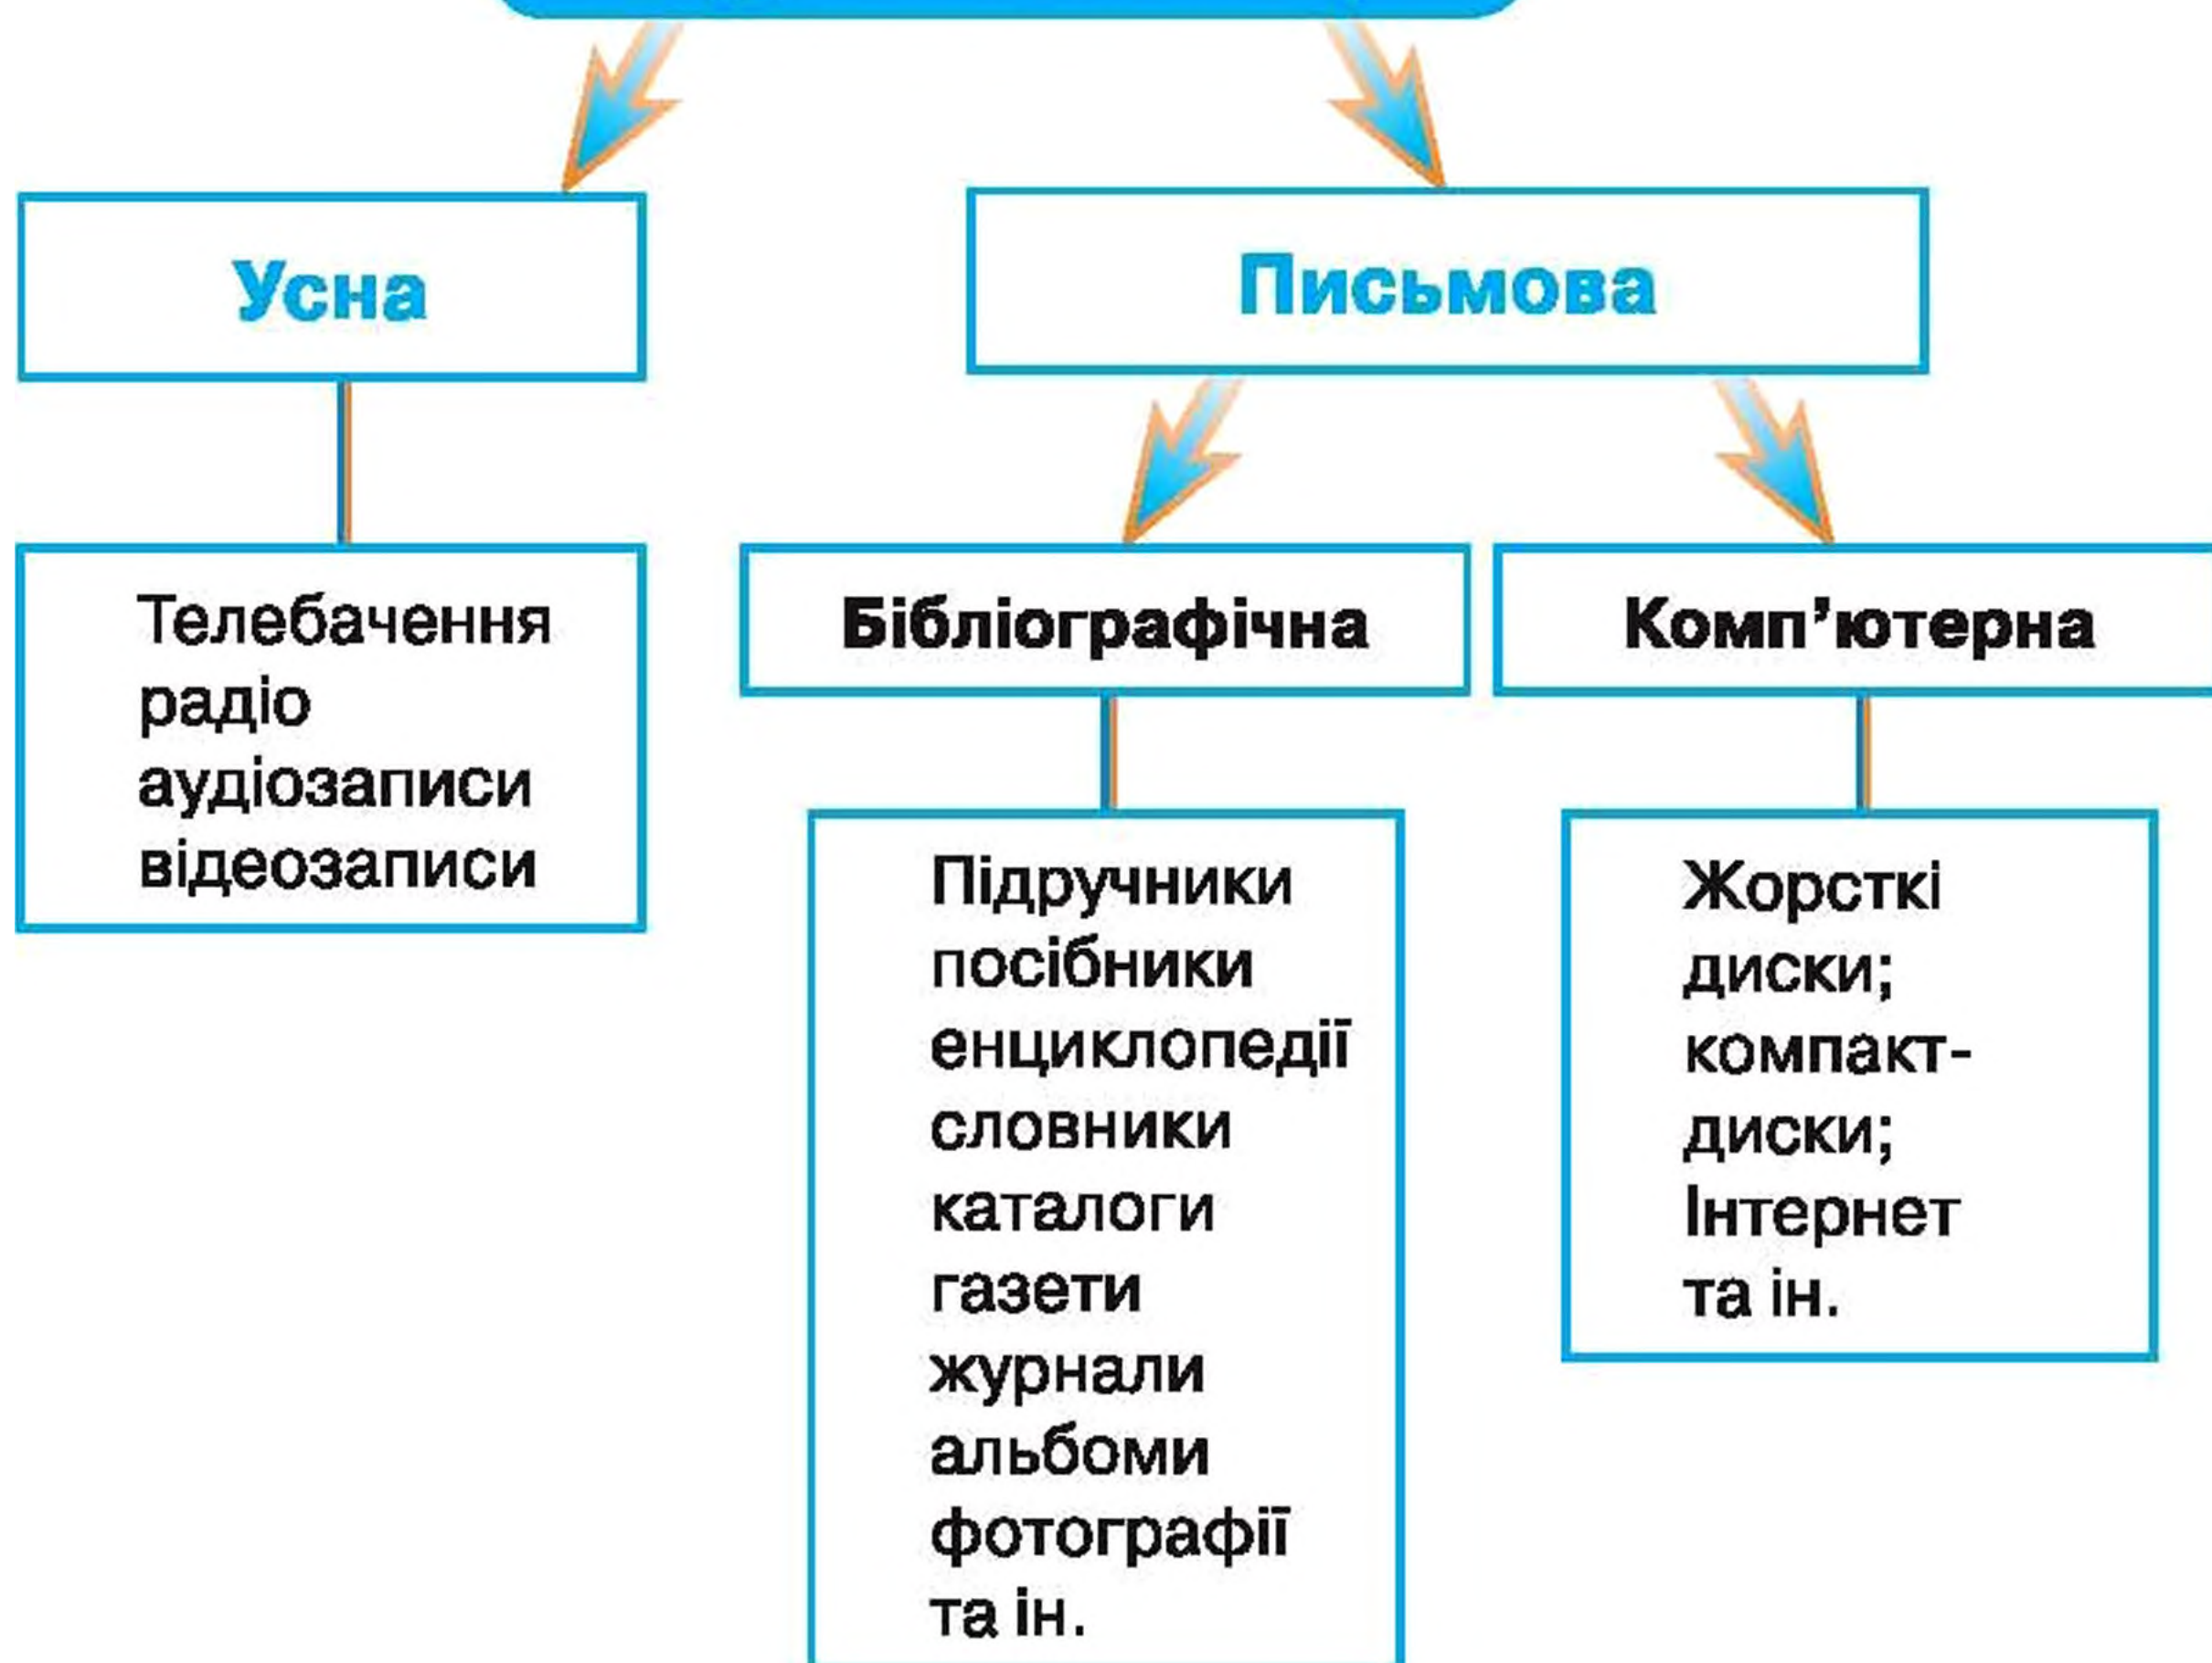 Усна
Письмова
Телебачення
радіо
аудіозаписи
відеозаписи
Бібліографічна
Підручники
посібники
енциклопедії
словники
каталоги
газети
журнали
альбоми
фотографії
та ін.
Комп’ютерна
Жорсткі
диски;
компакт-
диски;
Інтернет
та ін.